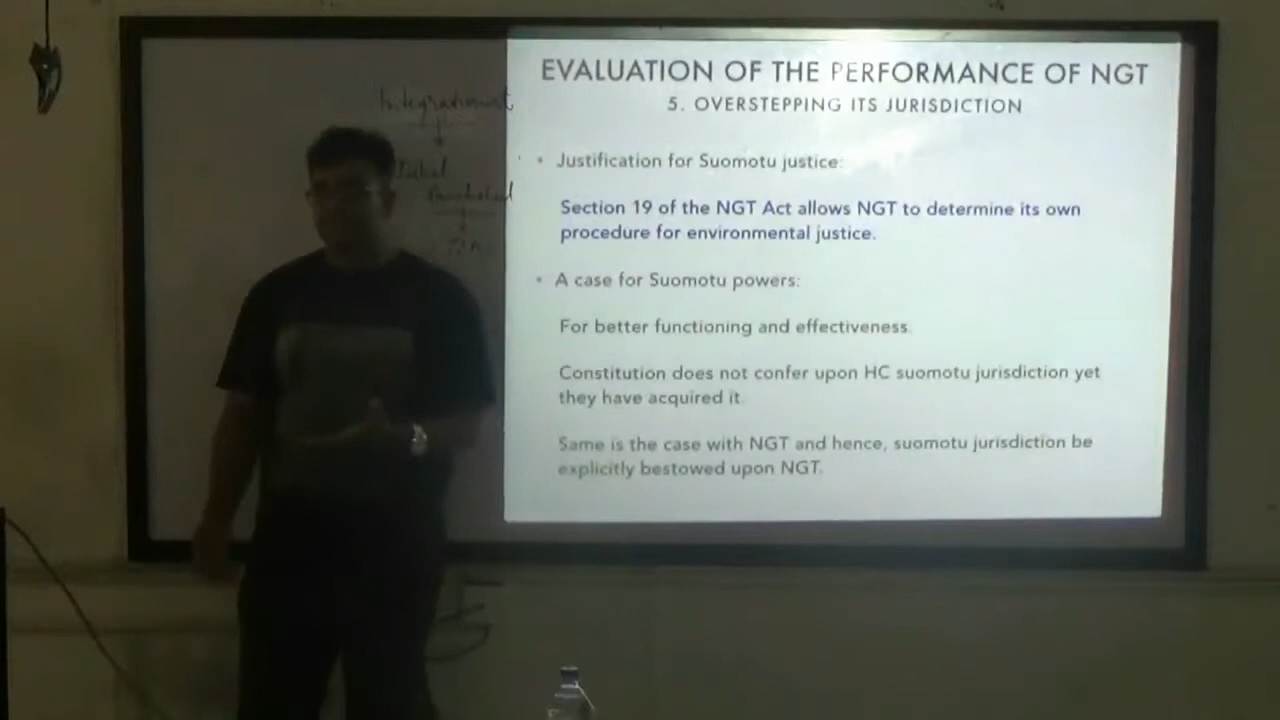 EVALUATION OF THE PERFORMANCE OF NGT
5. OVERSTEPPING ITS JURISDICTION
• Justification for Suomotu justice:
Section 19 of the NGT Act allows NGT to determine its own
procedure for environmental justice.
• A case for Suomotu powers:
For better functioning and effectiveness.
Constitution does not confer upon HC suomotu jurisdiction yet
they have acquired it.
Same is the case with NGT and hence, suomotu jurisdiction be
explicitly bestowed upon NGT.